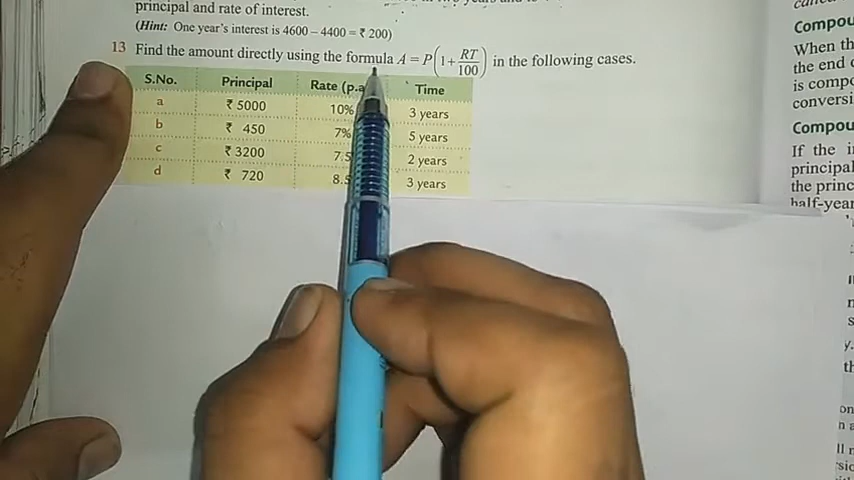 principal and rate of interest.
(Hint: One year's interest is 4600 – 4400 = ₹ 200)
13 Find the amount directly using the formula A = P(1 + RT/100) in the following cases.
S.No. Principal Rate (p.a Time
a ₹ 5000 10% 3 years
b ₹ 450 7% 5 years
c ₹ 3200 7.5 2 years
d ₹ 720 8.5 3 years
Compou
When th
the end o
is compo
conversi
Compou
If the in
principal
the princ
half-year